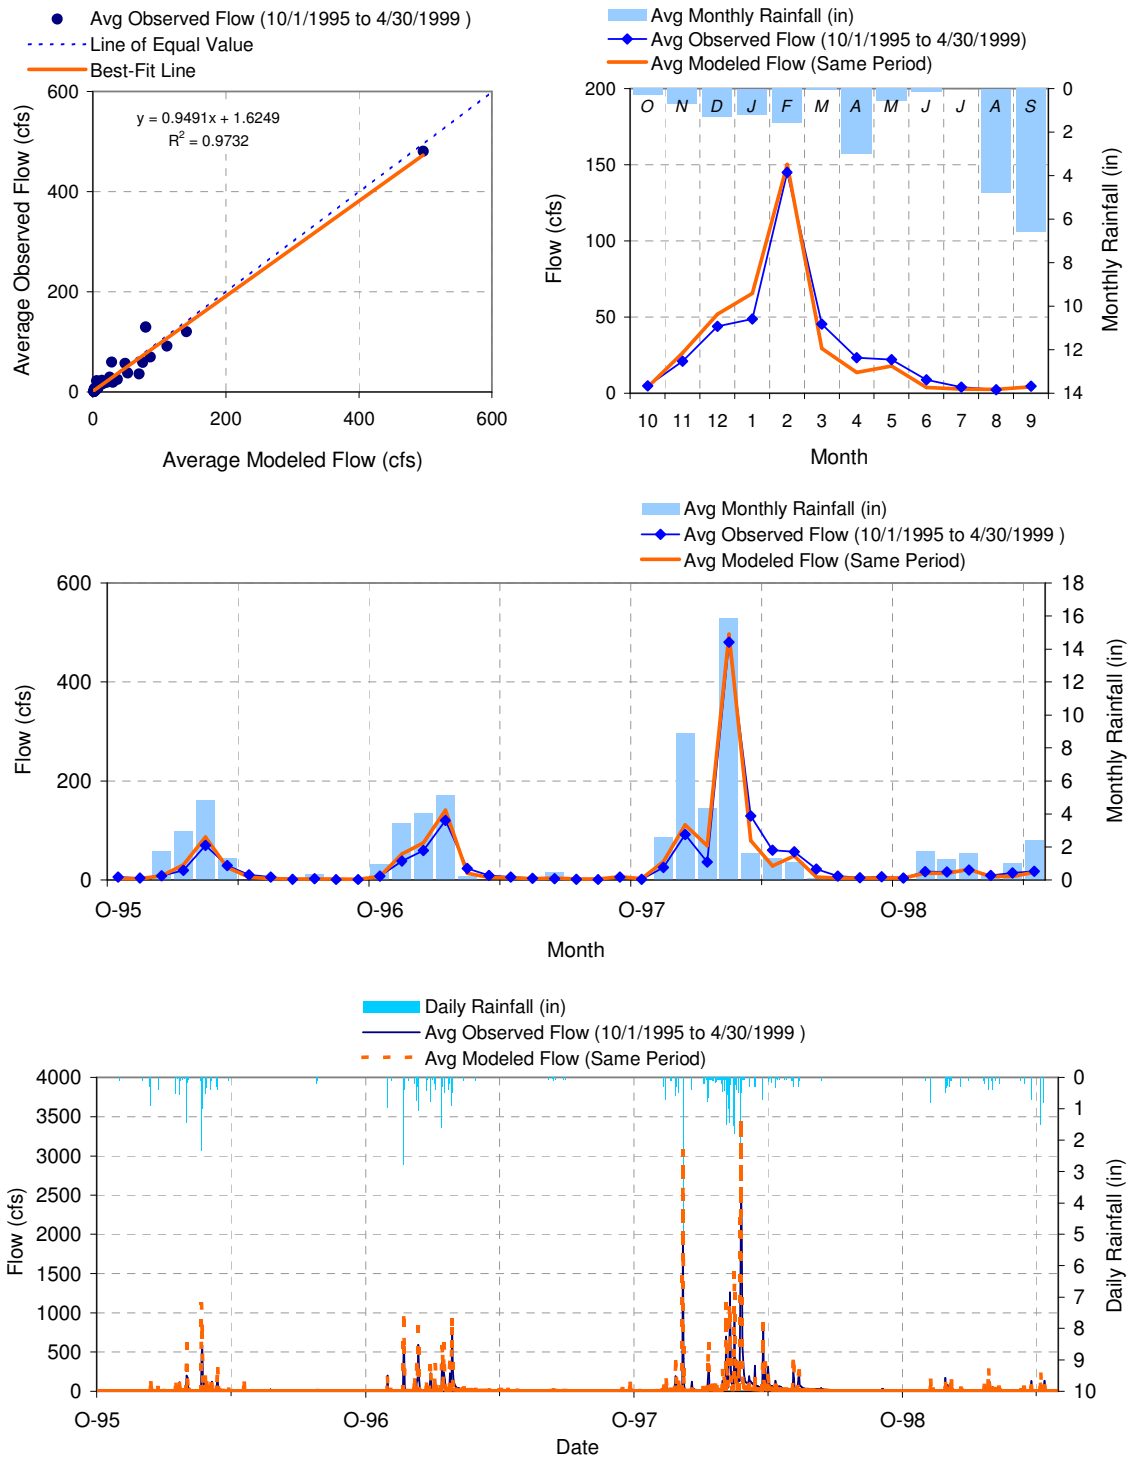 Avg Observed Flow (10/1/1995 to 4/30/1999 )
Line of Equal Value
Best-Fit Line
y = 0.9491x + 1.6249
R² = 0.9732
Average Observed Flow (cfs)
600
400
200
0
0 200 400 600
Average Modeled Flow (cfs)
Avg Monthly Rainfall (in)
Avg Observed Flow (10/1/1995 to 4/30/1999)
Avg Modeled Flow (Same Period)
Flow (cfs)
200
150
100
50
0
O N D J F M A M J J A S
0
2
4
6
8
10
12
14
Monthly Rainfall (in)
10 11 12 1 2 3 4 5 6 7 8 9
Month
Avg Monthly Rainfall (in)
Avg Observed Flow (10/1/1995 to 4/30/1999 )
Avg Modeled Flow (Same Period)
Flow (cfs)
600
400
200
0
18
16
14
12
10
8
6
4
2
0
Monthly Rainfall (in)
O-95 O-96 O-97 O-98
Month
Daily Rainfall (in)
Avg Observed Flow (10/1/1995 to 4/30/1999 )
Avg Modeled Flow (Same Period)
Flow (cfs)
4000
3500
3000
2500
2000
1500
1000
500
0
0
1
2
3
4
5
6
7
8
9
10
Daily Rainfall (in)
O-95 O-96 O-97 O-98
Date